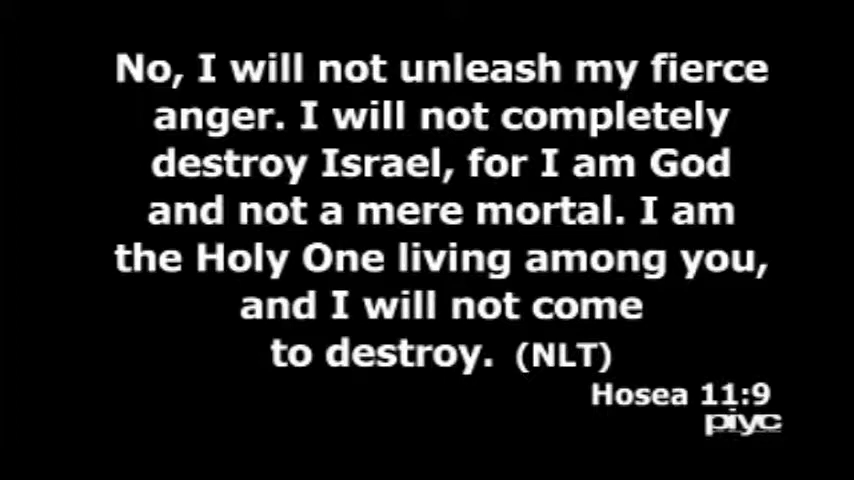 No, I will not unleash my fierce
anger. I will not completely
destroy Israel, for I am God
and not a mere mortal. I am
the Holy One living among you,
and I will not come
to destroy. (NLT)
Hosea 11:9
piyc